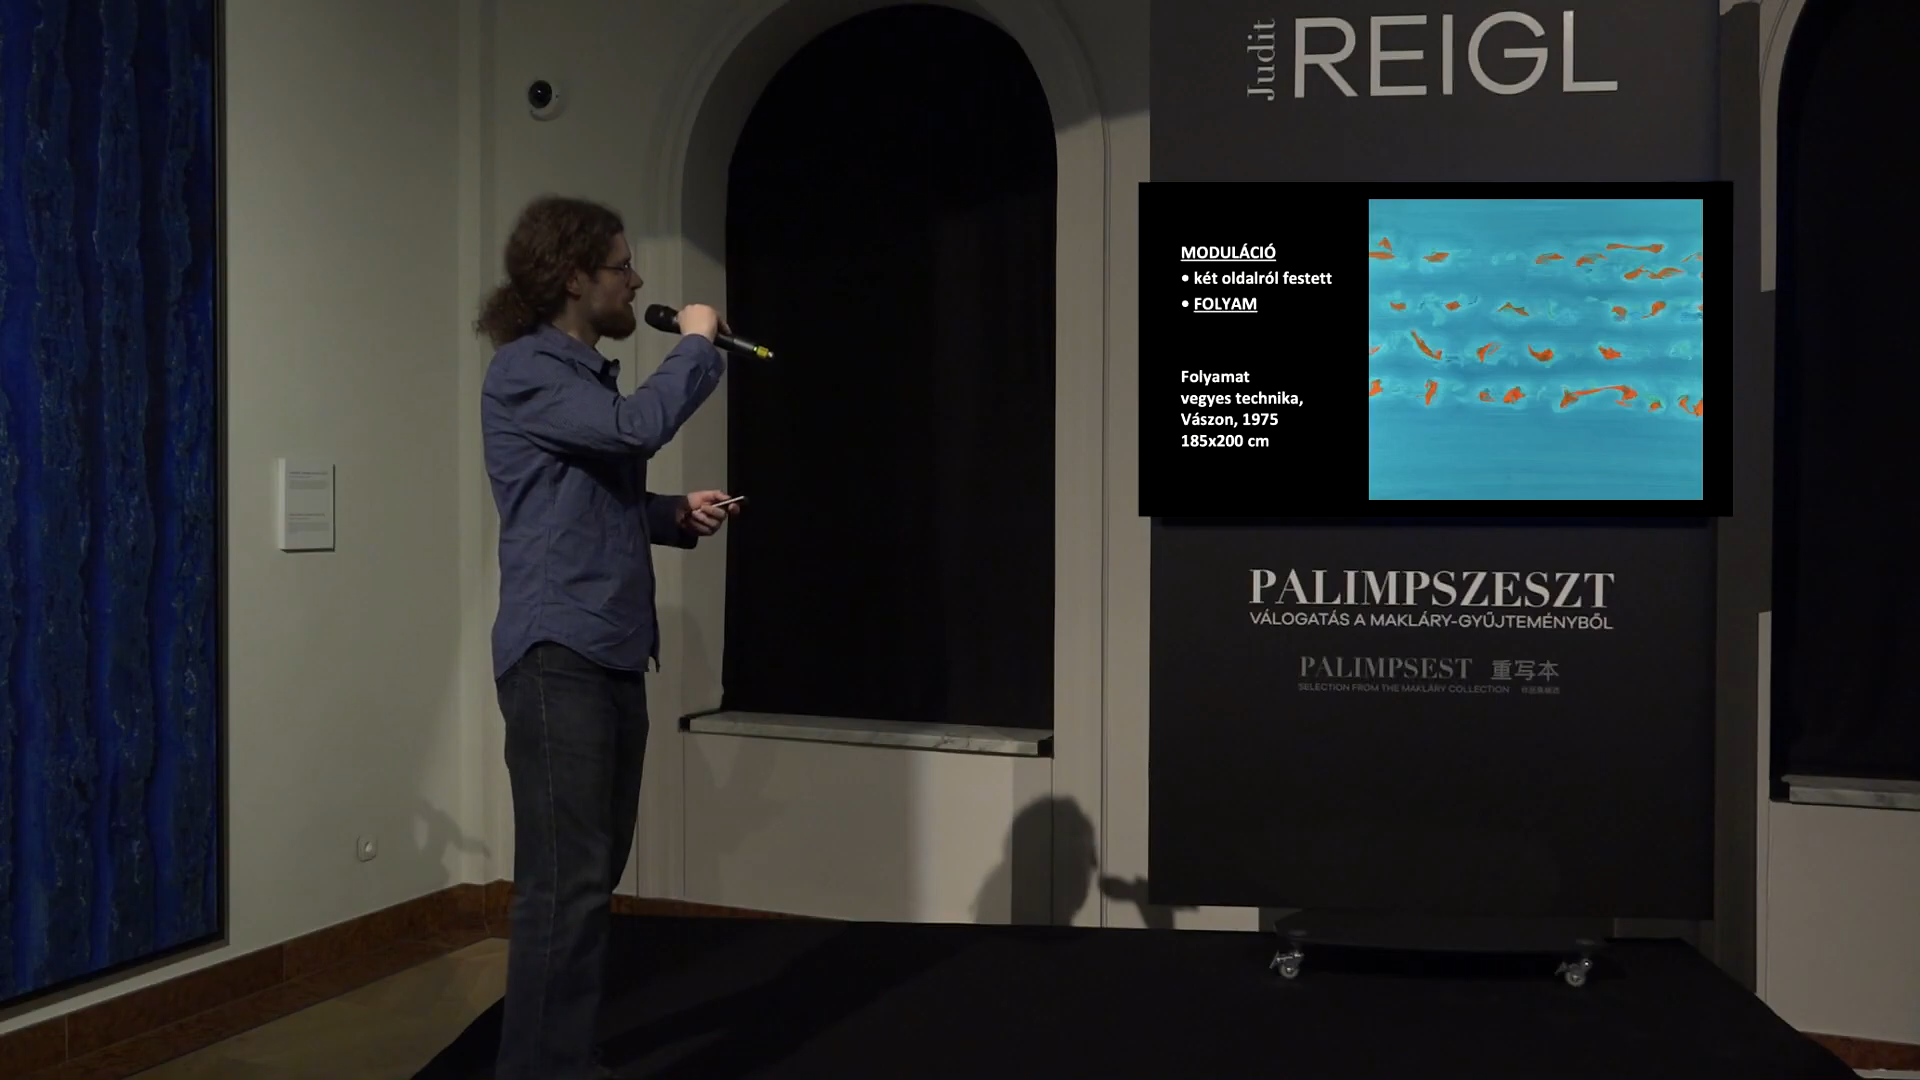 Judit
REIGL
MODULÁCIÓ
• két oldalról festett
• FOLYAM
Folyamat
vegyes technika,
Vászon, 1975
185x200 cm
PALIMPSZESZT
VÁLOGATÁS A MAKLÁRY-GYŰJTEMÉNYBŐL
PALIMPSEST 重写本
SELECTION FROM THE MAKLÁRY COLLECTION